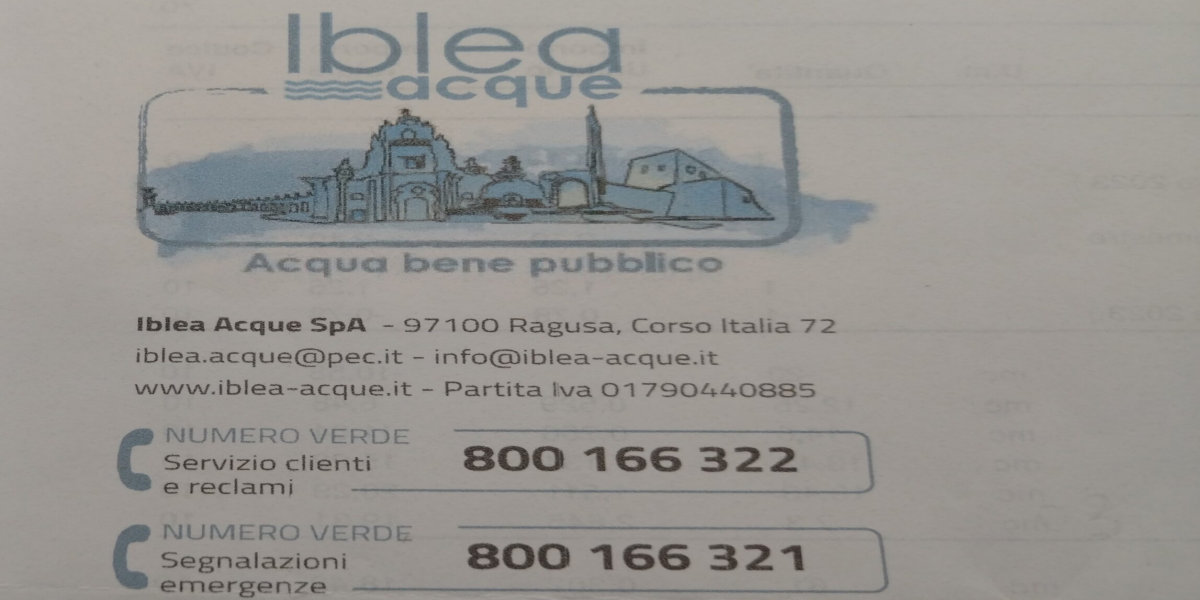 Iblea
acque
Acqua bene pubblico
Iblea Acque SpA - 97100 Ragusa, Corso Italia 72
iblea.acque@pec.it - info@iblea-acque.it
www.iblea-acque.it - Partita Iva 01790440885
NUMERO VERDE
Servizio clienti
e reclami
800 166 322
NUMERO VERDE
Segnalazioni
emergenze
800 166 321